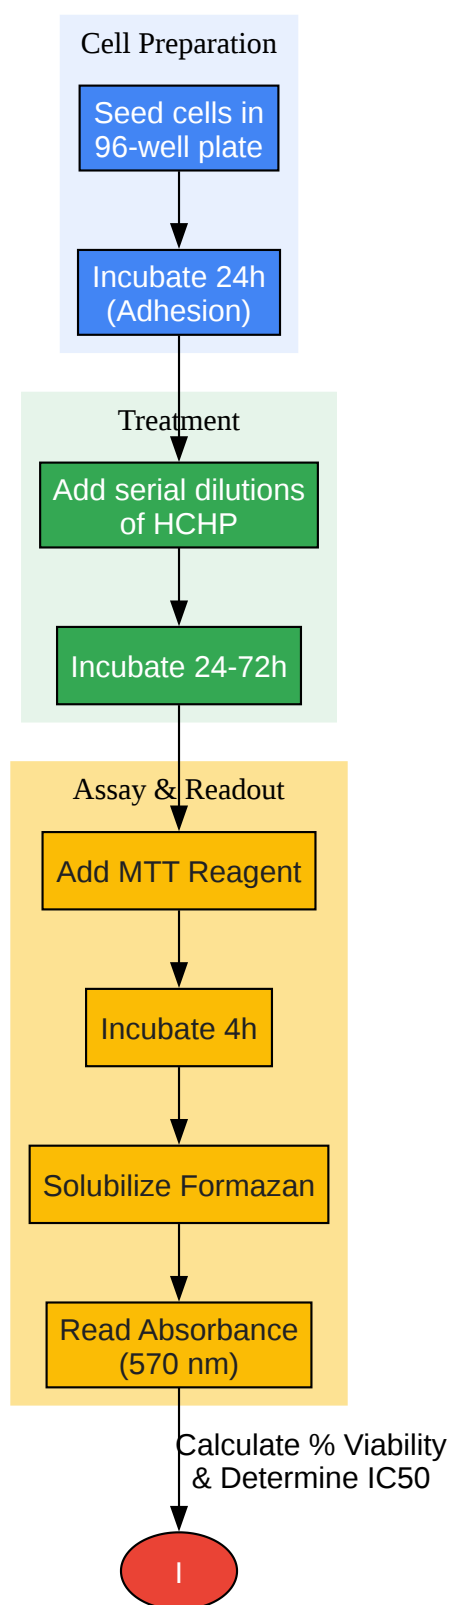 Cell Preparation
Seed cells in
96-well plate
Incubate 24h
(Adhesion)
Treatment
Add serial dilutions
of HCHP
Incubate 24-72h
Assay & Readout
Add MTT Reagent
Incubate 4h
Solubilize Formazan
Read Absorbance
(570 nm)
Calculate % Viability
& Determine IC50
I